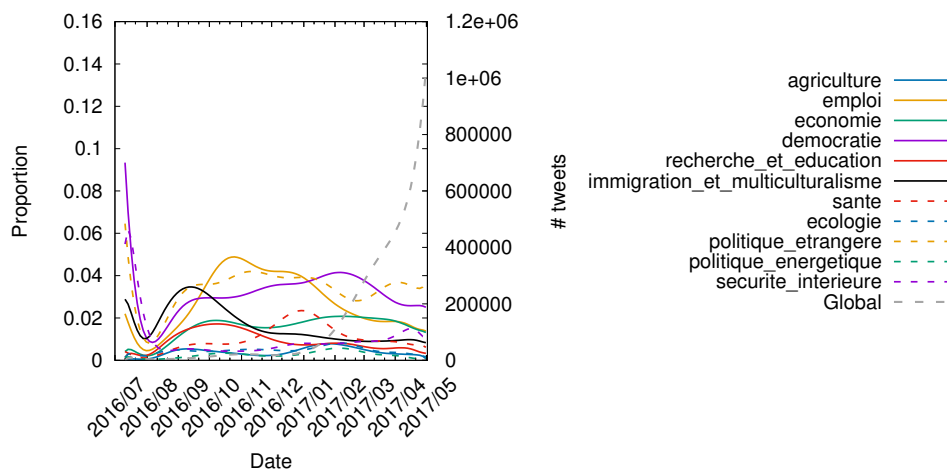 0.16
0.14
0.12
0.1
0.08
0.06
0.04
0.02
0
Proportion
1.2e+06
1e+06
800000
600000
400000
200000
0
# tweets
2016/07
2016/08
2016/09
2016/10
2016/11
2016/12
2017/01
2017/02
2017/03
2017/04
2017/05
Date
agriculture
emploi
economie
democratie
recherche_et_education
immigration_et_multiculturalisme
sante
ecologie
politique_etrangere
politique_energetique
securite_interieure
Global